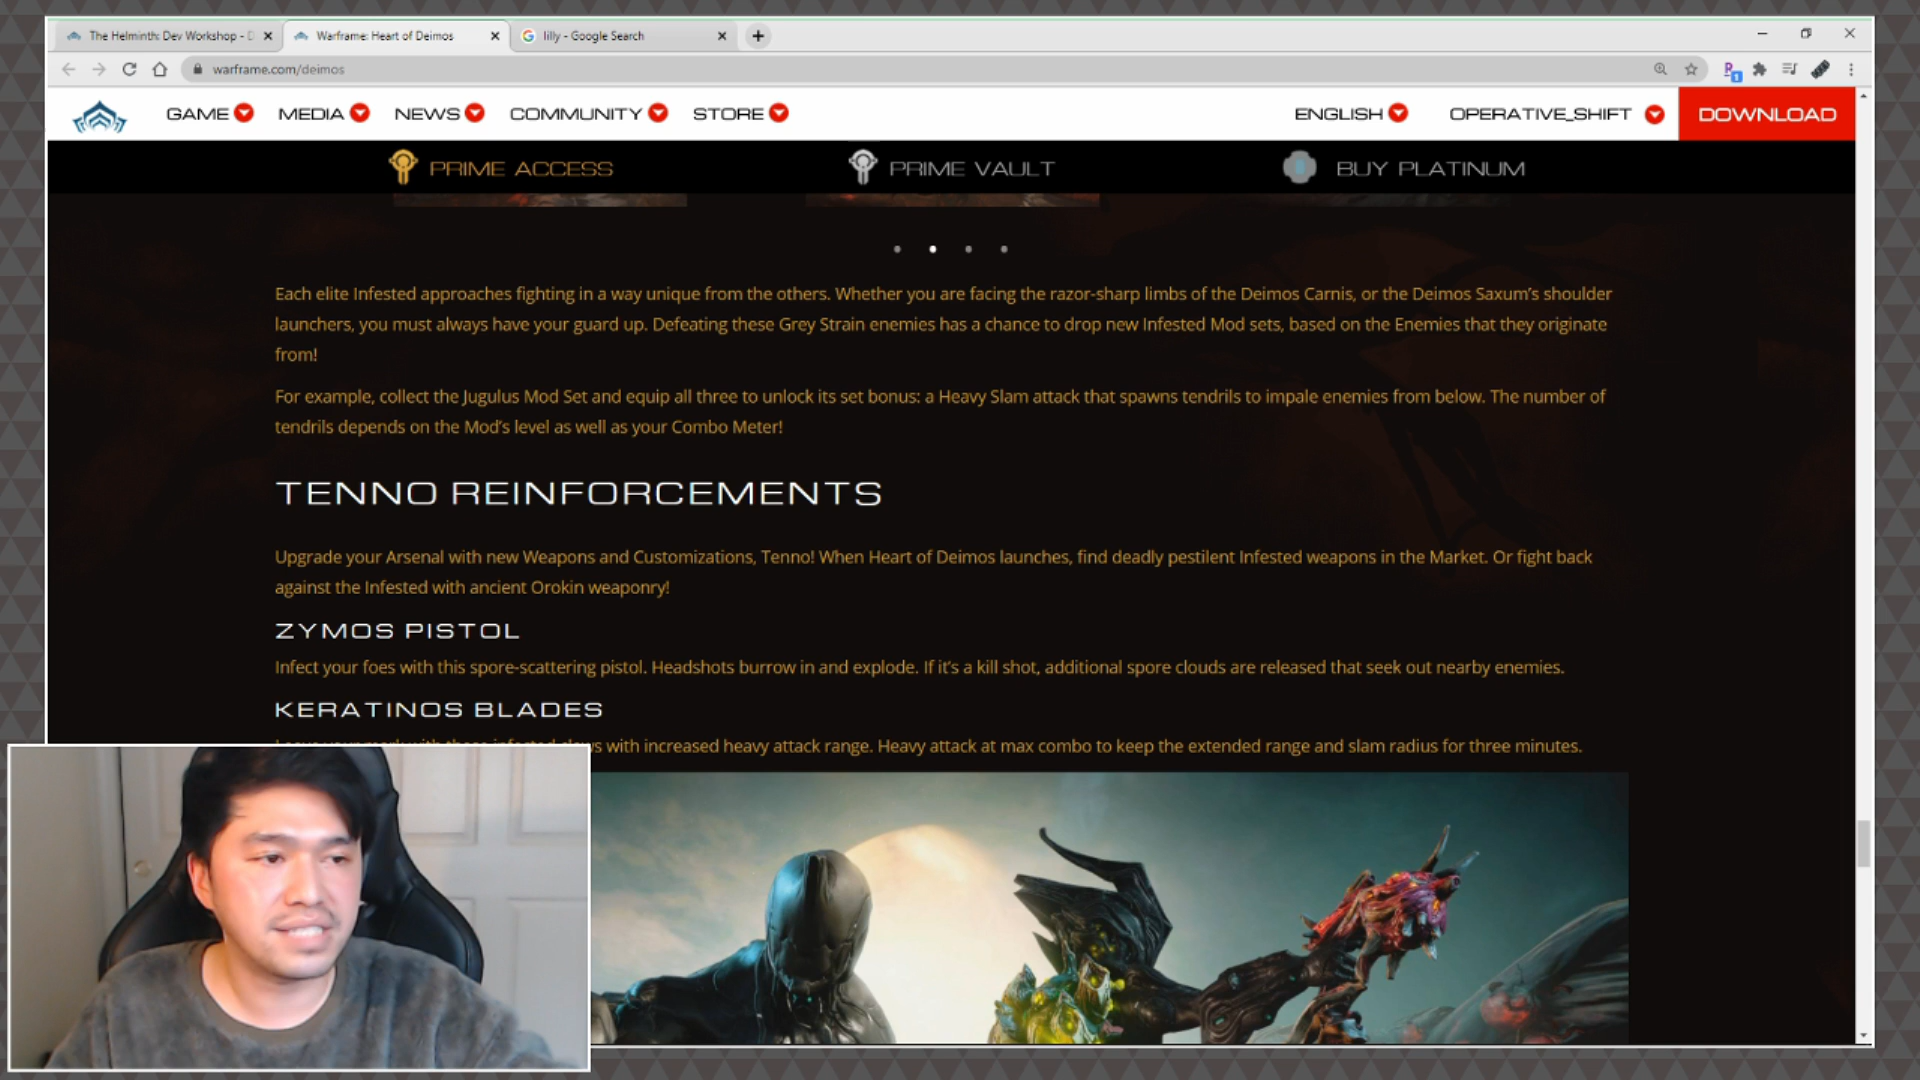 The Helminth: Dev Workshop -
Warframe: Heart of Deimos
lilly - Google Search
warframe.com/deimos
GAME
MEDIA
NEWS
COMMUNITY
STORE
ENGLISH
OPERATIVE_SHIFT
DOWNLOAD
PRIME ACCESS
PRIME VAULT
BUY PLATINUM
Each elite Infested approaches fighting in a way unique from the others. Whether you are facing the razor-sharp limbs of the Deimos Carnis, or the Deimos Saxum's shoulder
launchers, you must always have your guard up. Defeating these Grey Strain enemies has a chance to drop new Infested Mod sets, based on the Enemies that they originate
from!
For example, collect the Jugulus Mod Set and equip all three to unlock its set bonus: a Heavy Slam attack that spawns tendrils to impale enemies from below. The number of
tendrils depends on the Mod's level as well as your Combo Meter!
TENNO REINFORCEMENTS
Upgrade your Arsenal with new Weapons and Customizations, Tenno! When Heart of Deimos launches, find deadly pestilent Infested weapons in the Market. Or fight back
against the Infested with ancient Orokin weaponry!
ZYMOS PISTOL
Infect your foes with this spore-scattering pistol. Headshots burrow in and explode. If it's a kill shot, additional spore clouds are released that seek out nearby enemies.
KERATINOS BLADES
with increased heavy attack range. Heavy attack at max combo to keep the extended range and slam radius for three minutes.